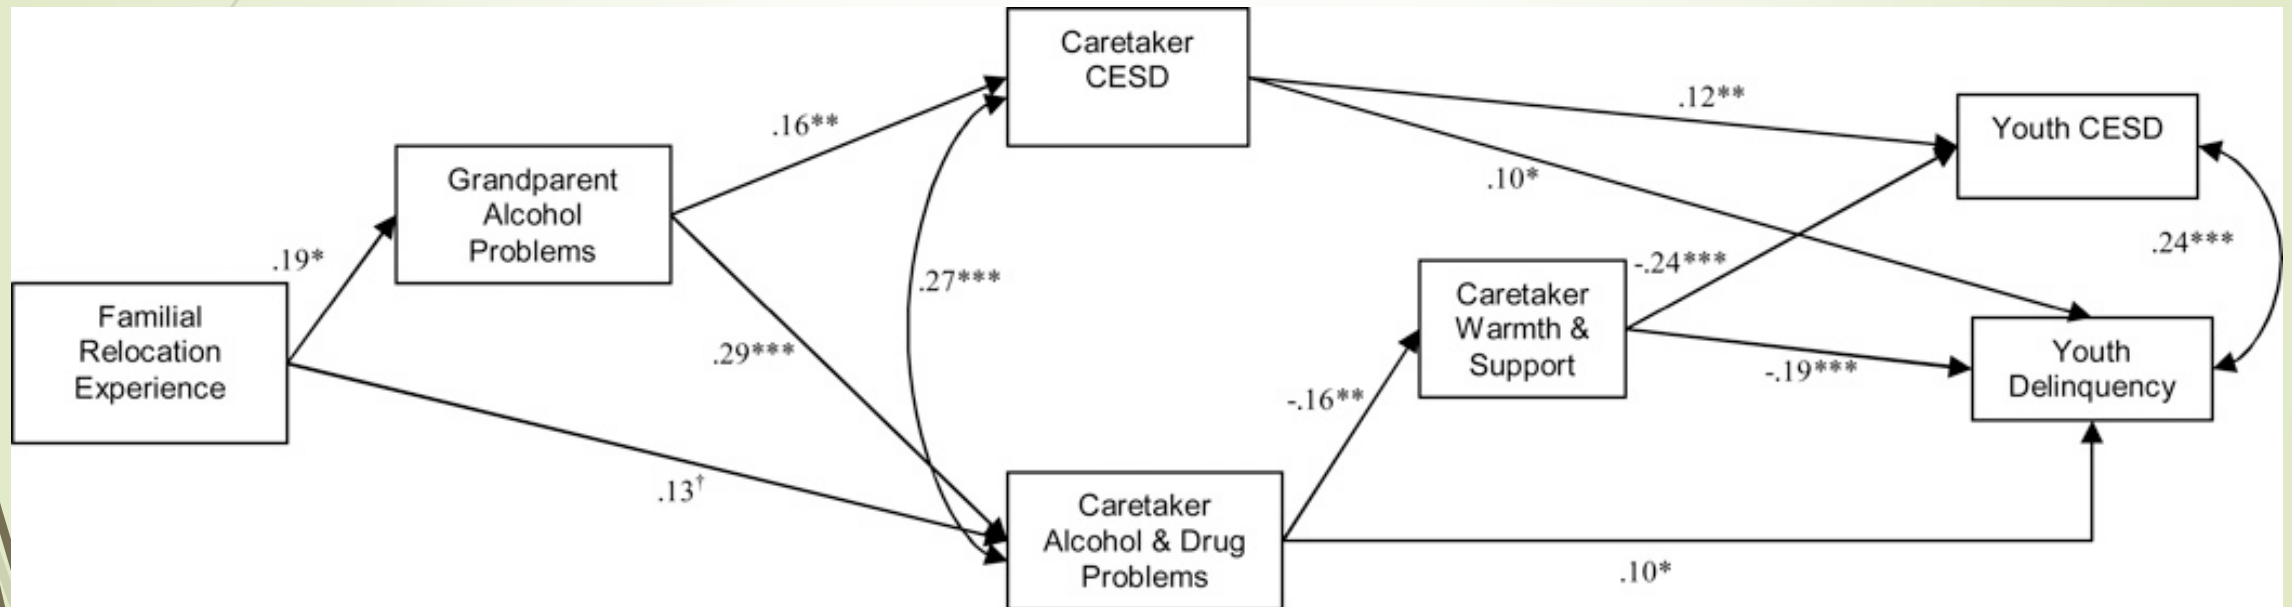 Caretaker
CESD
.12**
Youth CESD
.16**
Grandparent
Alcohol
Problems
.10*
.19*
-.24***
.24***
.27***
Familial
Relocation
Experience
Caretaker
Warmth &
Support
.29***
Youth
Delinquency
-.19***
-.16**
.13†
Caretaker
Alcohol & Drug
Problems
.10*